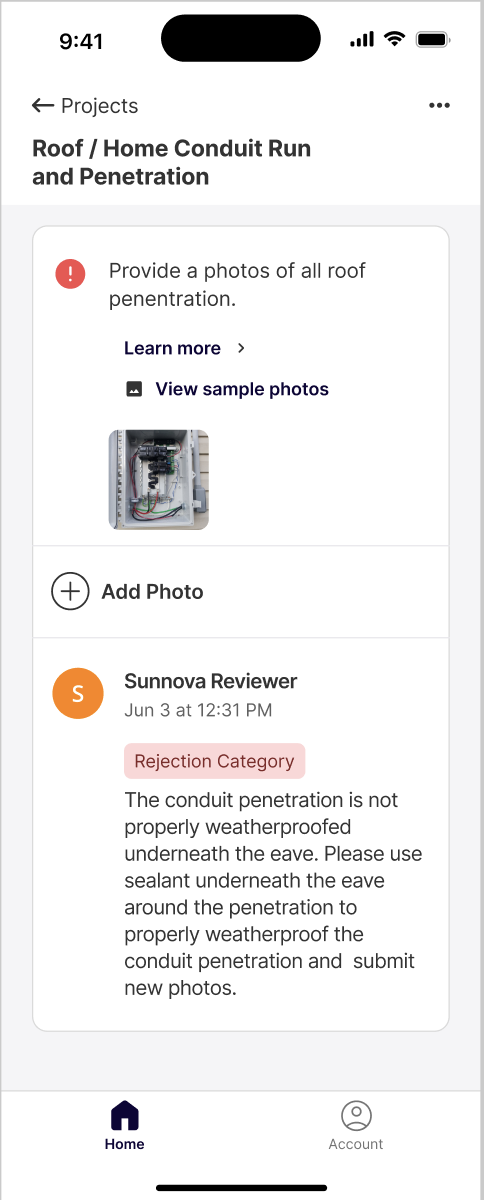 9:41
Projects
Roof / Home Conduit Run
and Penetration
Provide a photos of all roof
penentration.
Learn more
View sample photos
Add Photo
S
Sunnova Reviewer
Jun 3 at 12:31 PM
Rejection Category
The conduit penetration is not
properly weatherproofed
underneath the eave. Please use
sealant underneath the eave
around the penetration to
properly weatherproof the
conduit penetration and  submit
new photos.
Home
Account